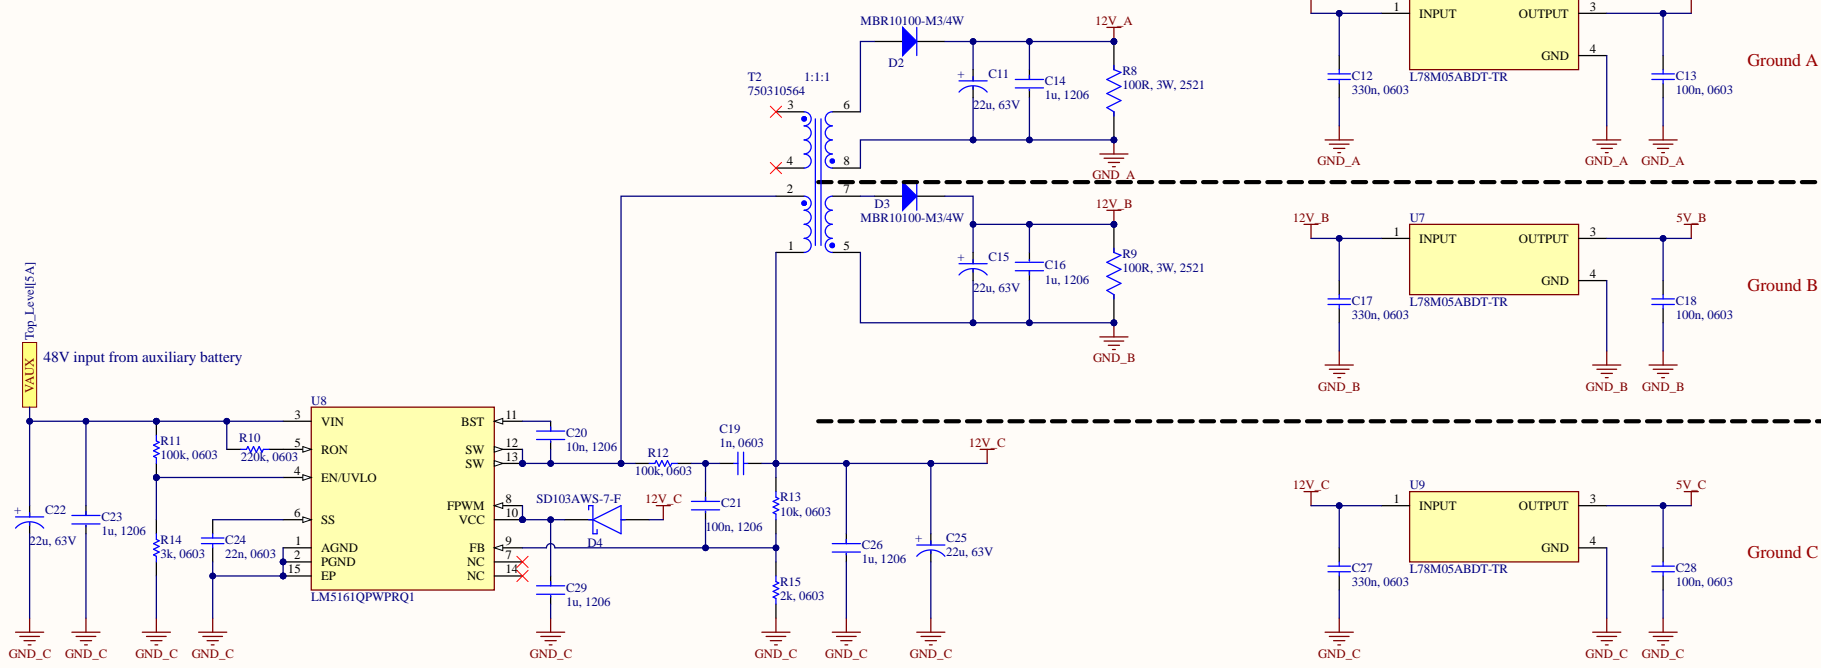 MBR10100-M3/4W
D2
12V_A
T2
1:1:1
750310564
3
6
4
8
+
C11
22u, 63V
C14
1u, 1206
R8
100R, 3W, 2521
GND_A
1
INPUT
OUTPUT
3
GND
4
L78M05ABDT-TR
C12
330n, 0603
C13
100n, 0603
GND_A
GND_A
GND_A
Ground A
2
7
1
5
D3
MBR10100-M3/4W
12V_B
+
C15
22u, 63V
C16
1u, 1206
R9
100R, 3W, 2521
GND_B
12V_B
U7
5V_B
1
INPUT
OUTPUT
3
GND
4
L78M05ABDT-TR
C17
330n, 0603
C18
100n, 0603
GND_B
GND_B
GND_B
Ground B
Top_Level[5A]
VAUX
48V input from auxiliary battery
U8
3
VIN
5
RON
4
EN/UVLO
6
SS
1
AGND
2
PGND
15
EP
BST
11
SW
12
SW
13
FPWM
8
VCC
10
FB
9
NC
7
NC
14
LM5161QPWPRQ1
R11
100k, 0603
R10
220k, 0603
+
C22
22u, 63V
C23
1u, 1206
R14
3k, 0603
C24
22n, 0603
C20
10n, 1206
R12
100k, 0603
C19
1n, 0603
SD103AWS-7-F
D4
12V_C
C21
100n, 1206
R13
10k, 0603
C29
1u, 1206
R15
2k, 0603
C26
1u, 1206
+
C25
22u, 63V
12V_C
GND_C
GND_C
GND_C
GND_C
GND_C
GND_C
GND_C
GND_C
12V_C
U9
5V_C
1
INPUT
OUTPUT
3
GND
4
L78M05ABDT-TR
C27
330n, 0603
C28
100n, 0603
GND_C
GND_C
GND_C
Ground C